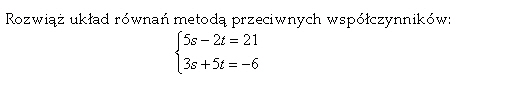 Rozwiąż układ równań metodą przeciwnych współczynników:
5s − 2t = 21
3s + 5t = −6